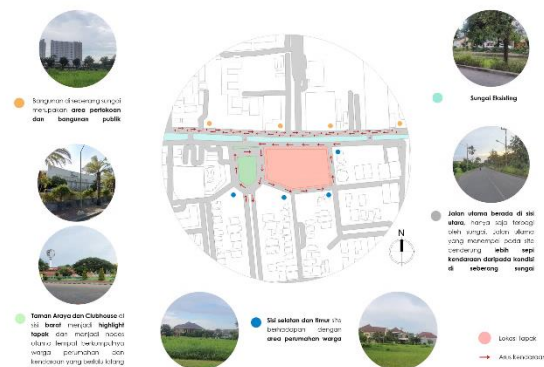 Bangunan di seberang sungai
merupakan area pertokoan
dan bangunan publik
Taman Araya dan Clubhouse di
sisi barat menjadi highlight
tapak dan menjadi nodes
utama tempat berkumpulnya
warga perumahan dan
kendaraan yang berlalu lalang
Sisi selatan dan timur site
berhadapan dengan
area perumahan warga
N
Sungai Eksisting
Jalan utama berada di sisi
utara, hanya saja terbagi
oleh sungai. Jalan utama
yang menempel pada site
cenderung lebih sepi
kendaraan daripada kondisi
di seberang sungai
Lokasi Tapak
Arus Kendaraan